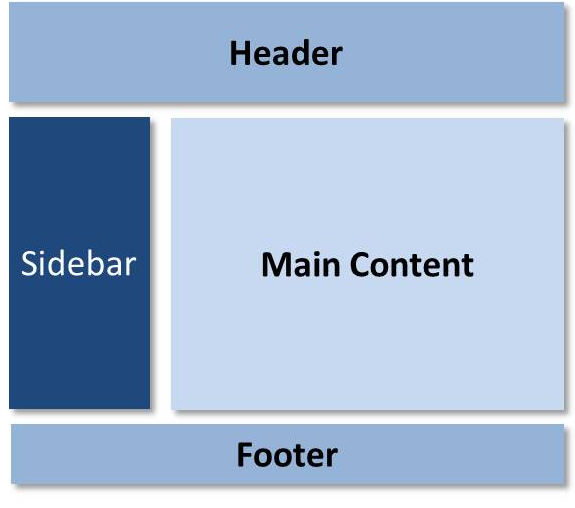 Header
Sidebar
Main Content
Footer